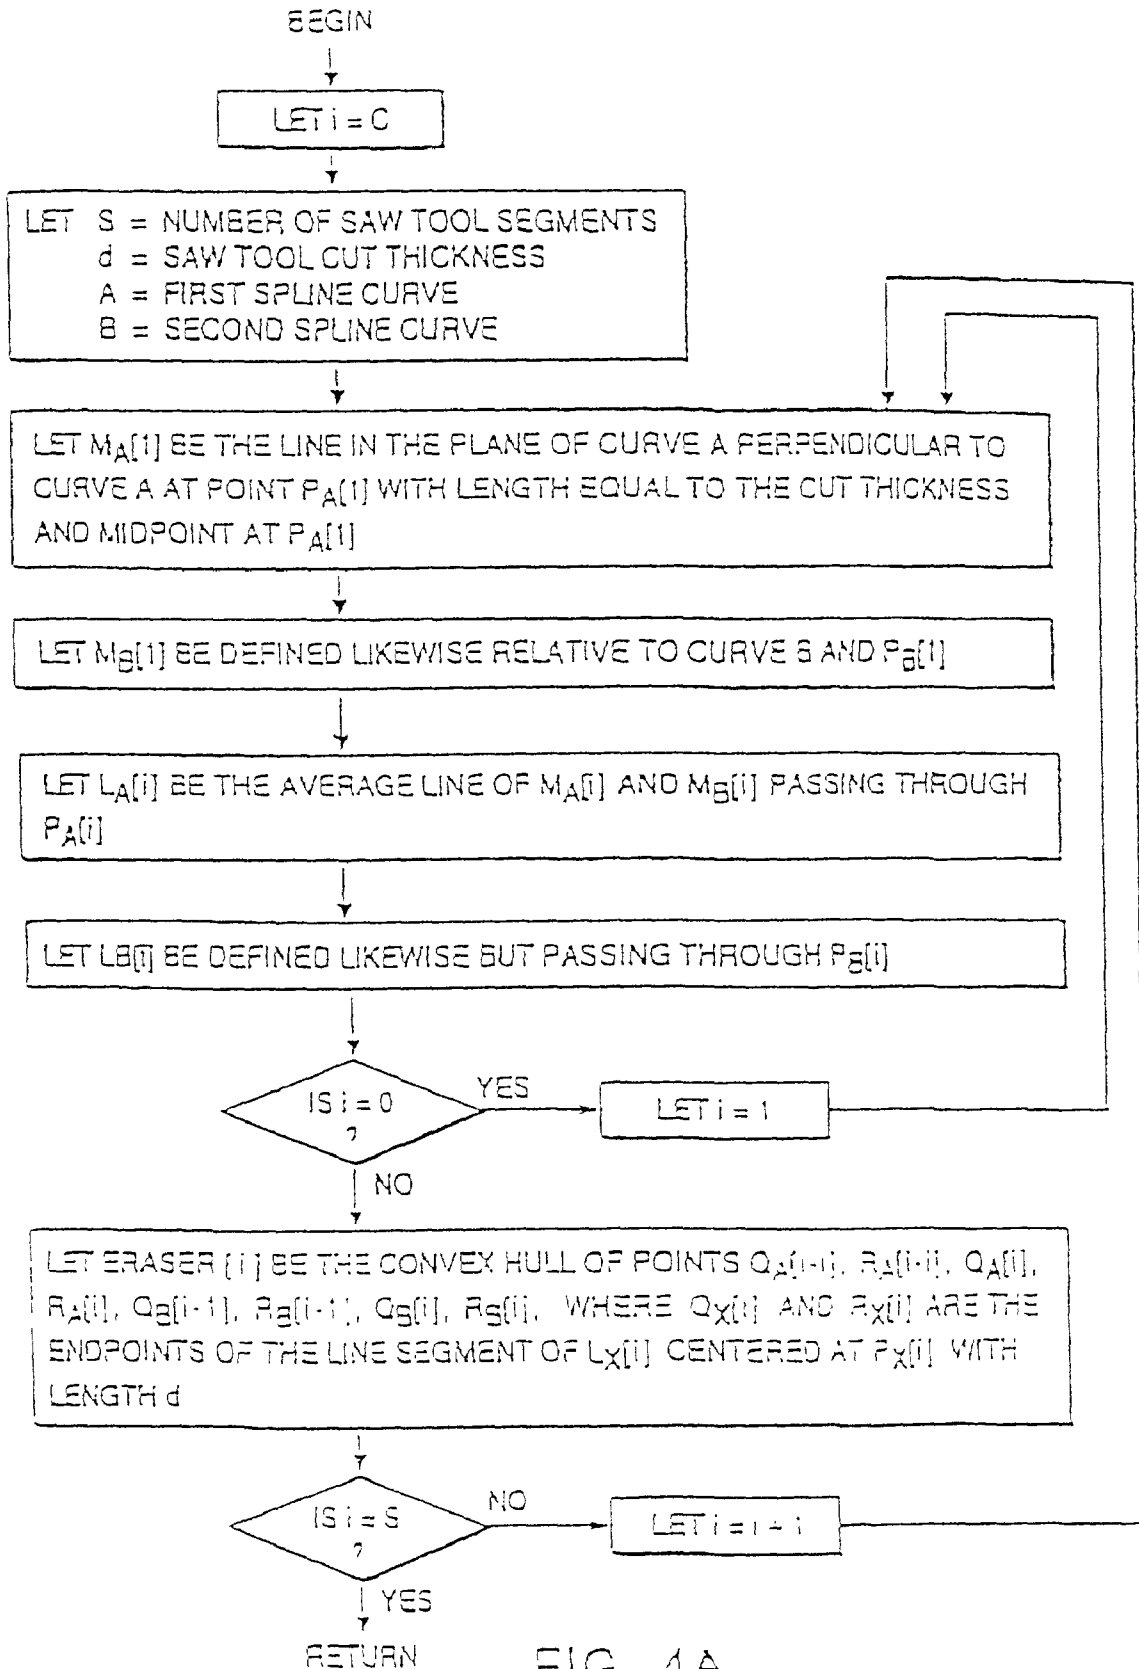 BEGIN
LET i = C
LET S = NUMBER OF SAW TOOL SEGMENTS
d = SAW TOOL CUT THICKNESS
A = FIRST SPLINE CURVE
B = SECOND SPLINE CURVE
LET MA[1] BE THE LINE IN THE PLANE OF CURVE A PERPENDICULAR TO
CURVE A AT POINT PA[1] WITH LENGTH EQUAL TO THE CUT THICKNESS
AND MIDPOINT AT PA[1]
LET MB[1] BE DEFINED LIKEWISE RELATIVE TO CURVE B AND PB[1]
LET LA[i] BE THE AVERAGE LINE OF MA[i] AND MB[i] PASSING THROUGH
PA[i]
LET LB[i] BE DEFINED LIKEWISE BUT PASSING THROUGH PB[i]
IS i = 0
?
YES
LET i = 1
NO
LET ERASER [i] BE THE CONVEX HULL OF POINTS QA[i-i], RA[i-i], QA[i],
RA[i], QB[i-1], RB[i-1], QB[i], RB[i], WHERE QX[i] AND RX[i] ARE THE
ENDPOINTS OF THE LINE SEGMENT OF LX[i] CENTERED AT PX[i] WITH
LENGTH d
IS i = S
?
NO
LET i = i + i
YES
RETURN
FIG. 4A